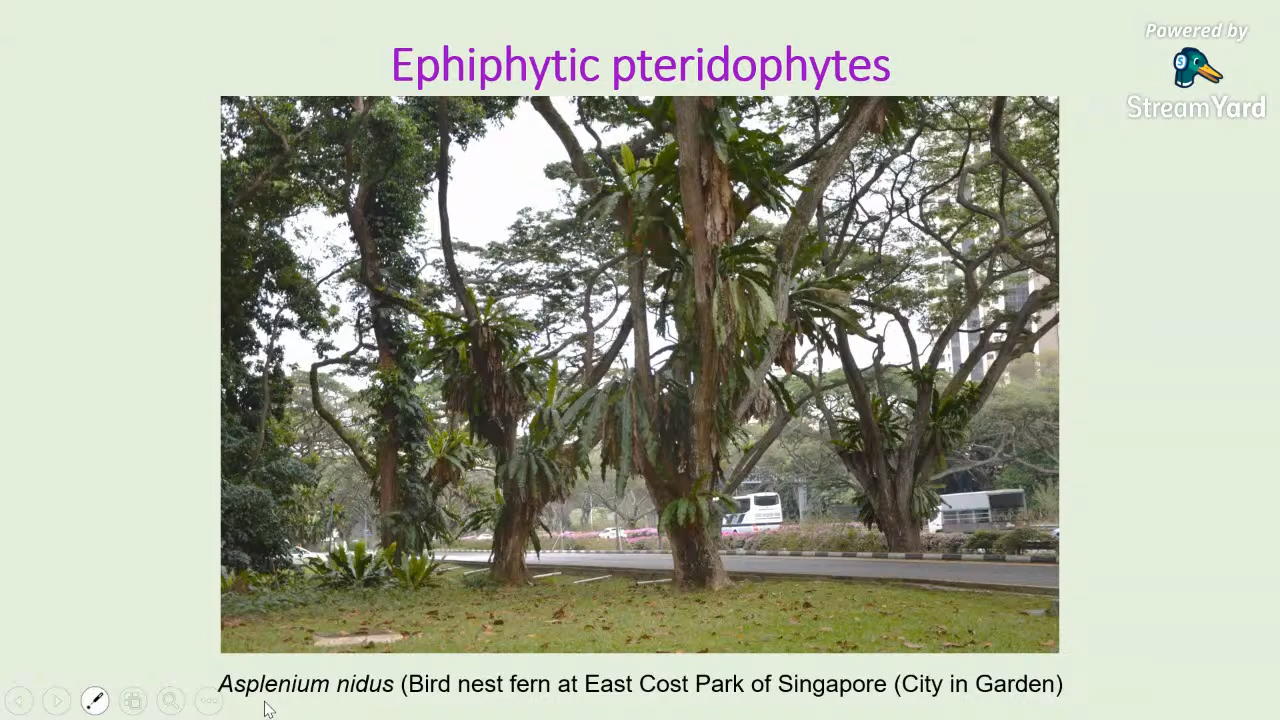 Powered by
Ephiphytic pteridophytes
StreamYard
Asplenium nidus (Bird nest fern at East Cost Park of Singapore (City in Garden)